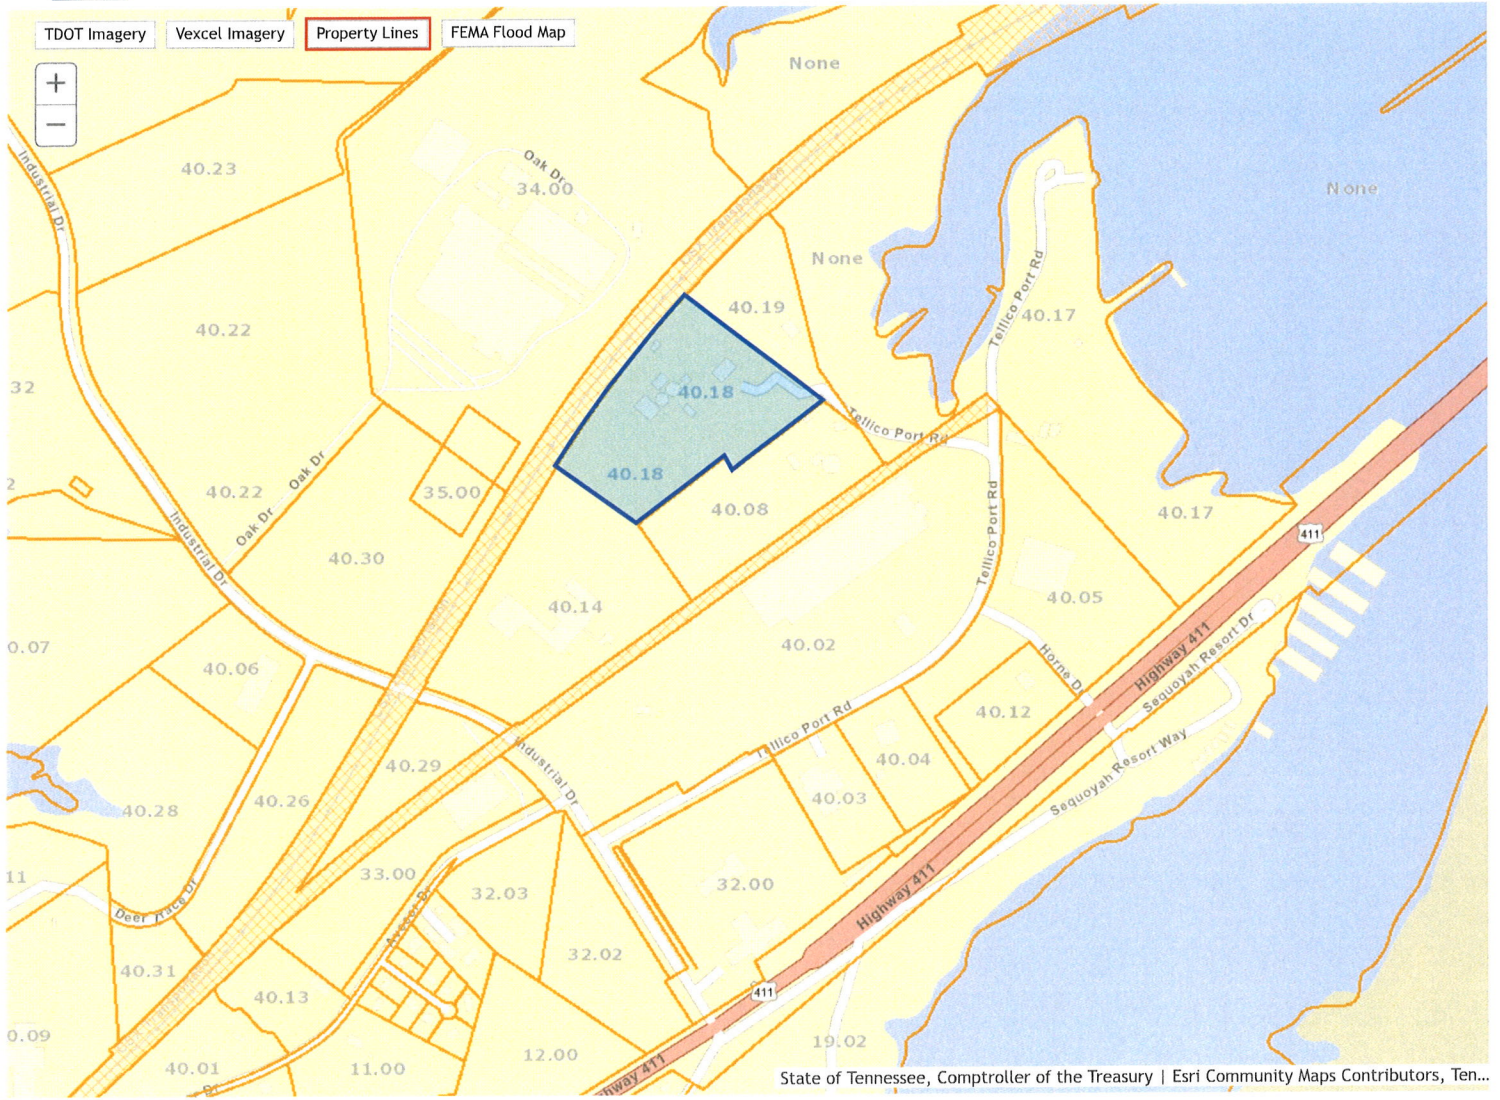 TDOT Imagery
Vexcel Imagery
Property Lines
FEMA Flood Map
+
−
None
Industrial Dr
40.23
Oak Dr
34.00
None
None
40.19
Tellico Port Rd
40.17
40.22
32
40.18
Tellico Port Rd
40.18
Oak Dr
40.22
35.00
2
40.08
40.17
411
Oak Dr
Industrial Dr
Tellico Port Rd
40.30
40.14
40.05
0.07
40.02
40.06
Highway 411
Sequoyah Resort Dr
Horne Dr
40.12
Tellico Port Rd
Sequoyah Resort Way
40.29
Industrial Dr
40.04
40.03
40.28
40.26
11
33.00
32.03
32.00
Highway 411
Deer Trace Dr
32.02
40.31
40.13
411
0.09
40.01
11.00
12.00
hway 411
19.02
Dr
State of Tennessee, Comptroller of the Treasury | Esri Community Maps Contributors, Ten...